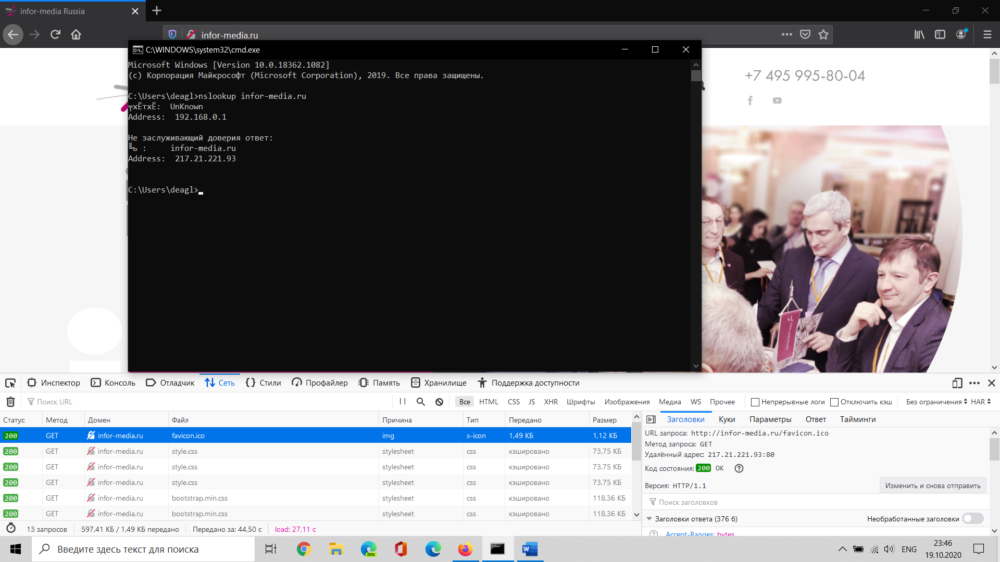 infor-media Russia
infor-media.ru
C:\WINDOWS\system32\cmd.exe
Microsoft Windows [Version 10.0.18362.1082]
(c) Корпорация Майкрософт (Microsoft Corporation), 2019. Все права защищены.
C:\Users\deagl>nslookup infor-media.ru
╤хЁтхЁ:  UnKnown
Address:  192.168.0.1
Не заслуживающий доверия ответ:
╚ь :     infor-media.ru
Address:  217.21.221.93
C:\Users\deagl>
+7 495 995-80-04
Инспектор Консоль Отладчик Сеть Стили Профайлер Память Хранилище Поддержка доступности
Поиск URL Все HTML CSS JS XHR Шрифты Изображения Медиа WS Прочее Непрерывные логи Отключить кэш Без ограничения HAR
Статус Метод Домен Файл Причина Тип Передано Размер
200 GET infor-media.ru favicon.ico img x-icon 1,49 КБ 1,12 КБ
200 GET infor-media.ru style.css stylesheet css кэшировано 73,75 КБ
200 GET infor-media.ru style.css stylesheet css кэшировано 73,75 КБ
200 GET infor-media.ru style.css stylesheet css кэшировано 73,75 КБ
200 GET infor-media.ru bootstrap.min.css stylesheet css кэшировано 118,36 КБ
200 GET infor-media.ru bootstrap.min.css stylesheet css кэшировано 118,36 КБ
13 запросов 597,41 КБ / 1,49 КБ передано Передано за: 44,50 с load: 27,11 с
Заголовки Куки Параметры Ответ Тайминги
URL запроса: http://infor-media.ru/favicon.ico
Метод запроса: GET
Удалённый адрес: 217.21.221.93:80
Код состояния: 200 OK
Версия: HTTP/1.1 Изменить и снова отправить
Поиск заголовков
Заголовки ответа (376 б) Необработанные заголовки
Accept-Ranges: bytes
Введите здесь текст для поиска
DEV
ENG
23:46
19.10.2020